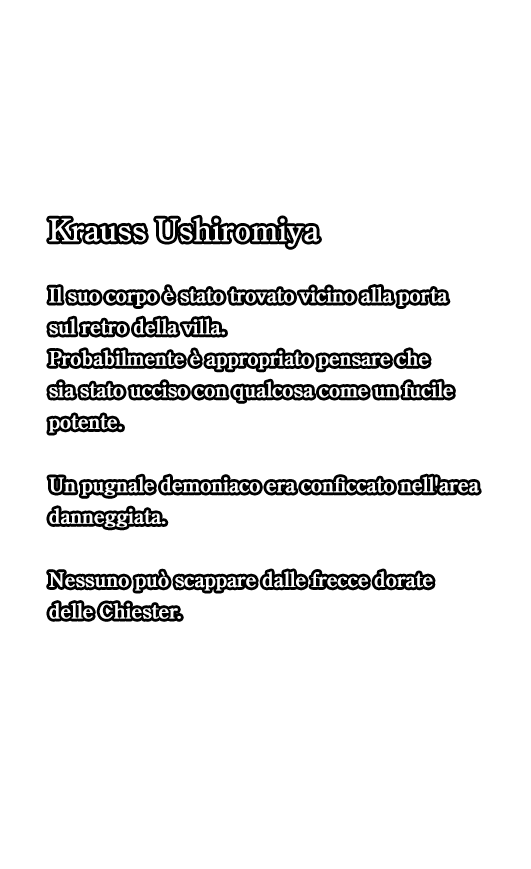 Krauss Ushiromiya
Il suo corpo è stato trovato vicino alla porta
sul retro della villa.
Probabilmente è appropriato pensare che
sia stato ucciso con qualcosa come un fucile
potente.
Un pugnale demoniaco era conficcato nell'area
danneggiata.
Nessuno può scappare dalle frecce dorate
delle Chiester.